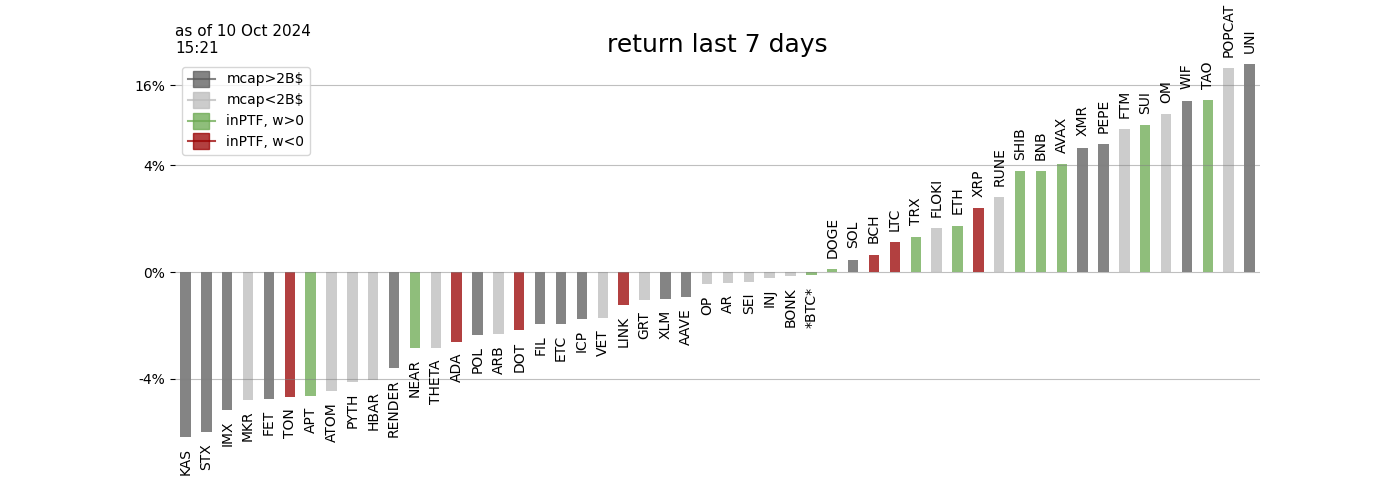 as of 10 Oct 2024
15:21
return last 7 days
mcap>2B$
mcap<2B$
inPTF, w>0
inPTF, w<0
16%
4%
0%
-4%
KAS
STX
IMX
MKR
FET
TON
APT
ATOM
PYTH
HBAR
RENDER
NEAR
THETA
ADA
POL
ARB
DOT
FIL
ETC
ICP
VET
LINK
GRT
XLM
AAVE
OP
AR
SEI
INJ
BONK
*BTC*
DOGE
SOL
BCH
LTC
TRX
FLOKI
ETH
XRP
RUNE
SHIB
BNB
AVAX
XMR
PEPE
FTM
SUI
OM
WIF
TAO
POPCAT
UNI